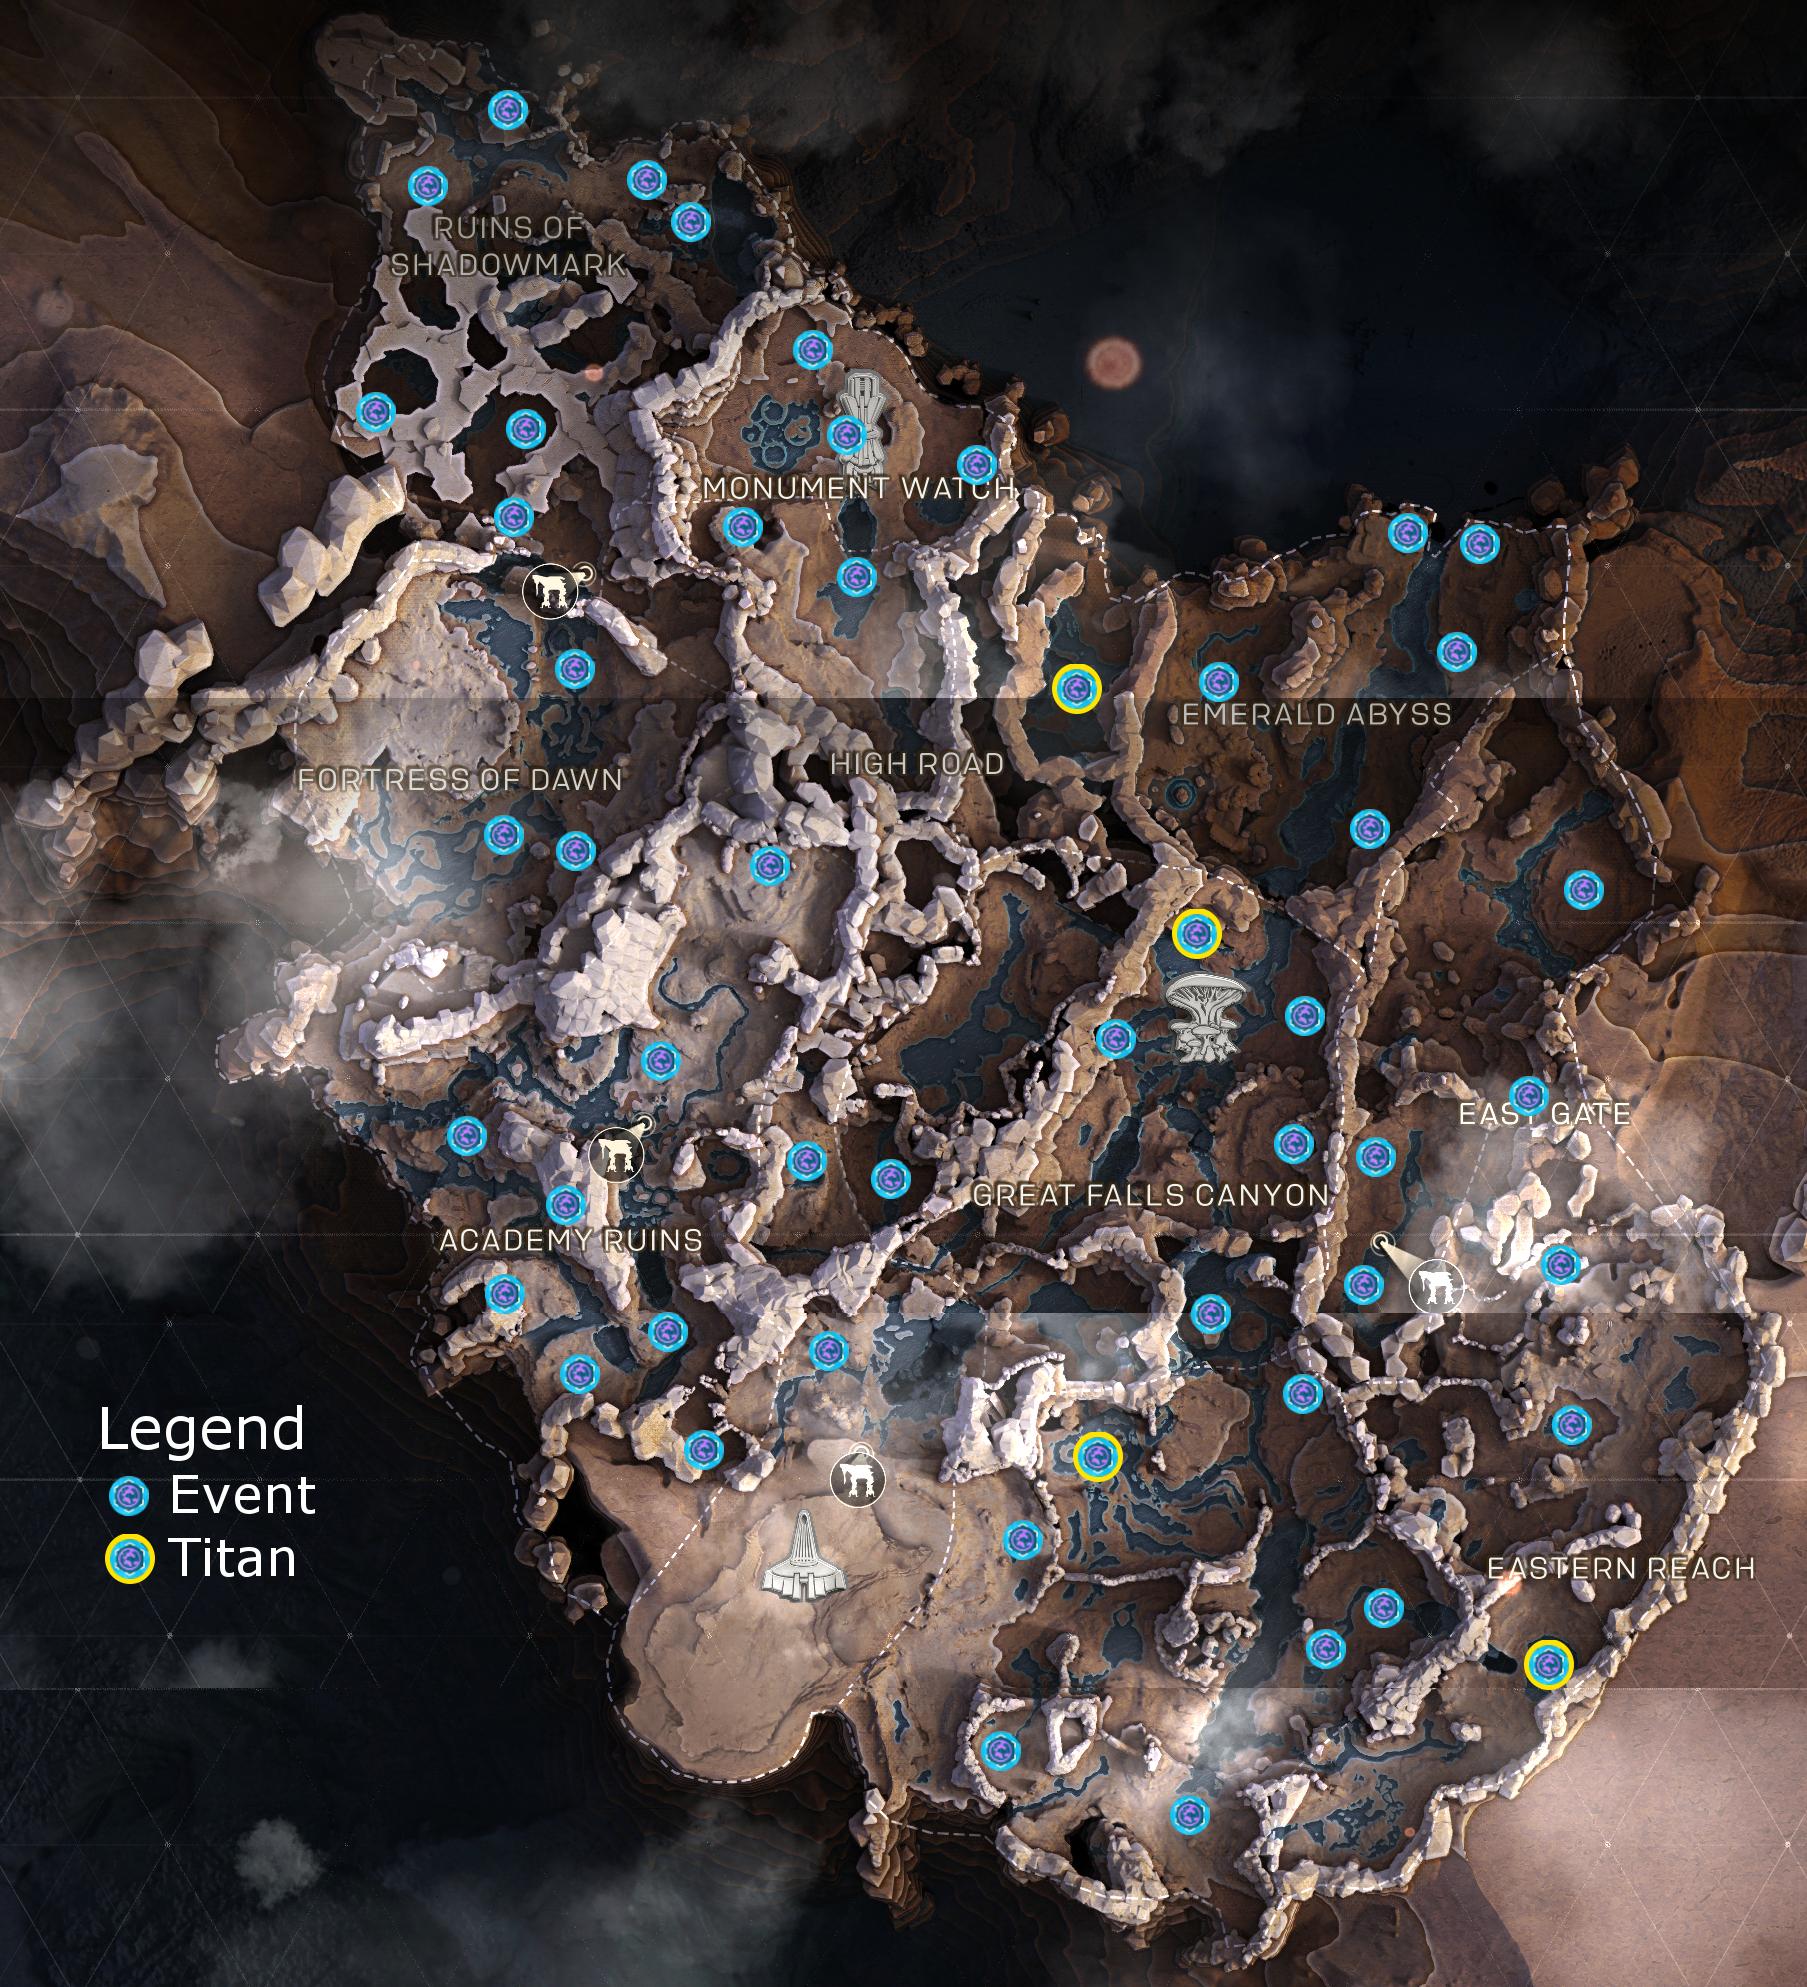 RUINS OF
SHADOWMARK
MONUMENT WATCH
EMERALD ABYSS
HIGH ROAD
FORTRESS OF DAWN
EAST GATE
GREAT FALLS CANYON
ACADEMY RUINS
Legend
Event
Titan
EASTERN REACH